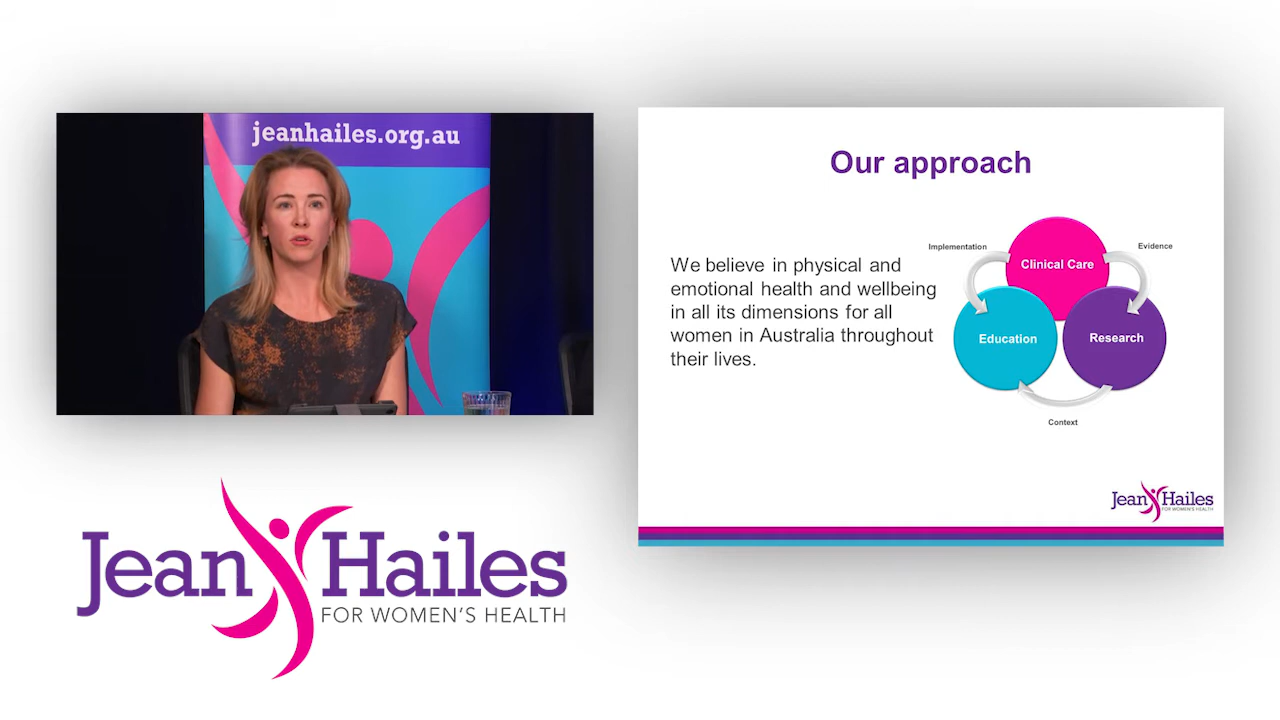 jeanhailes.org.au
Our approach
We believe in physical and
emotional health and wellbeing
in all its dimensions for all
women in Australia throughout
their lives.
Implementation
Evidence
Clinical Care
Education
Research
Context
Jean Hailes
FOR WOMEN'S HEALTH
Jean Hailes
FOR WOMEN'S HEALTH